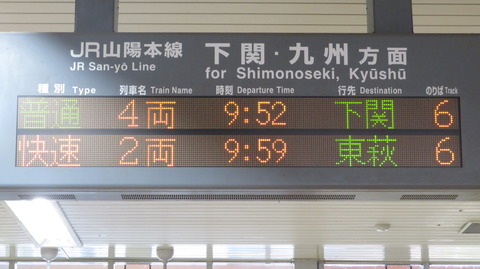 JR山陽本線 下関・九州方面
JR San-yō Line for Shimonoseki, Kyūshū
種別 Type 列車名 Train Name 時刻 Departure Time 行先 Destination のりば Track
普通 4両 9:52 下関 6
快速 2両 9:59 東萩 6